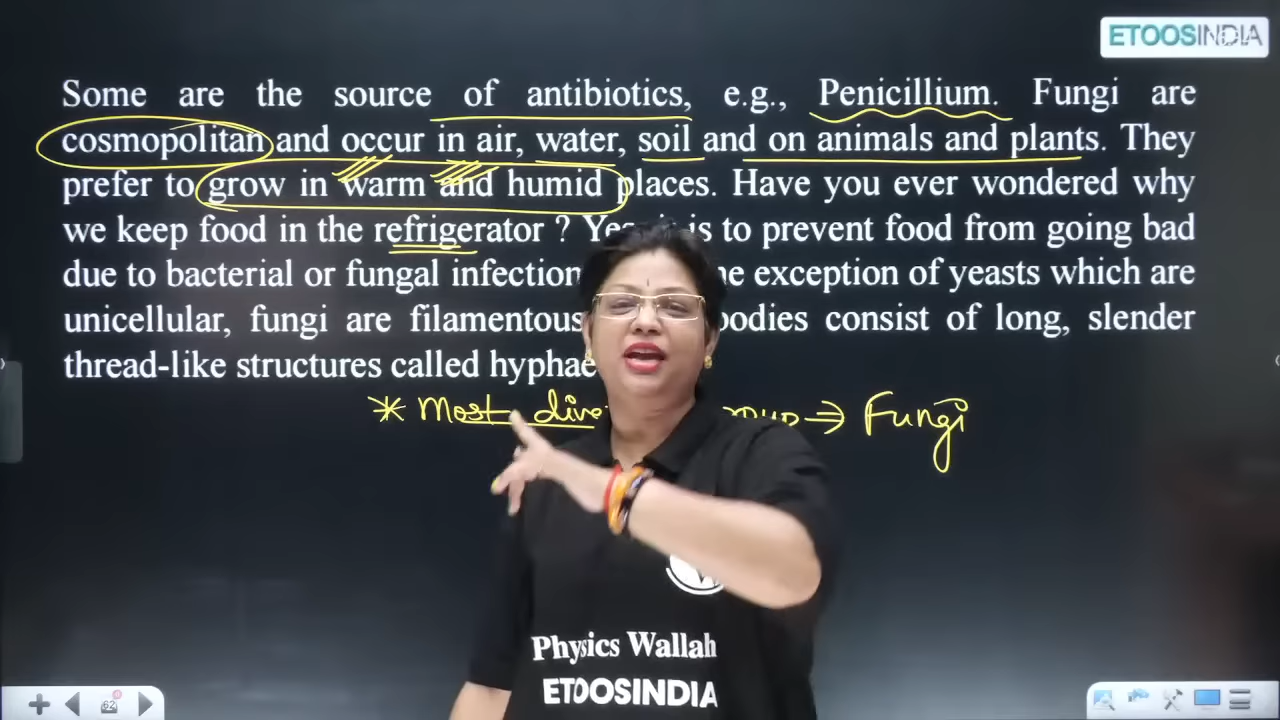 ETOOSINDIA
Some are the source of antibiotics, e.g., Penicillium. Fungi are
cosmopolitan and occur in air, water, soil and on animals and plants. They
prefer to grow in warm and humid places. Have you ever wondered why
we keep food in the refrigerator ? is to prevent food from going bad
due to bacterial or fungal infection exception of yeasts which are
unicellular, fungi are filamentous consist of long, slender
thread-like structures called hyphae
* Most → Fungi
Physics Wallah
ETOOSINDIA
62